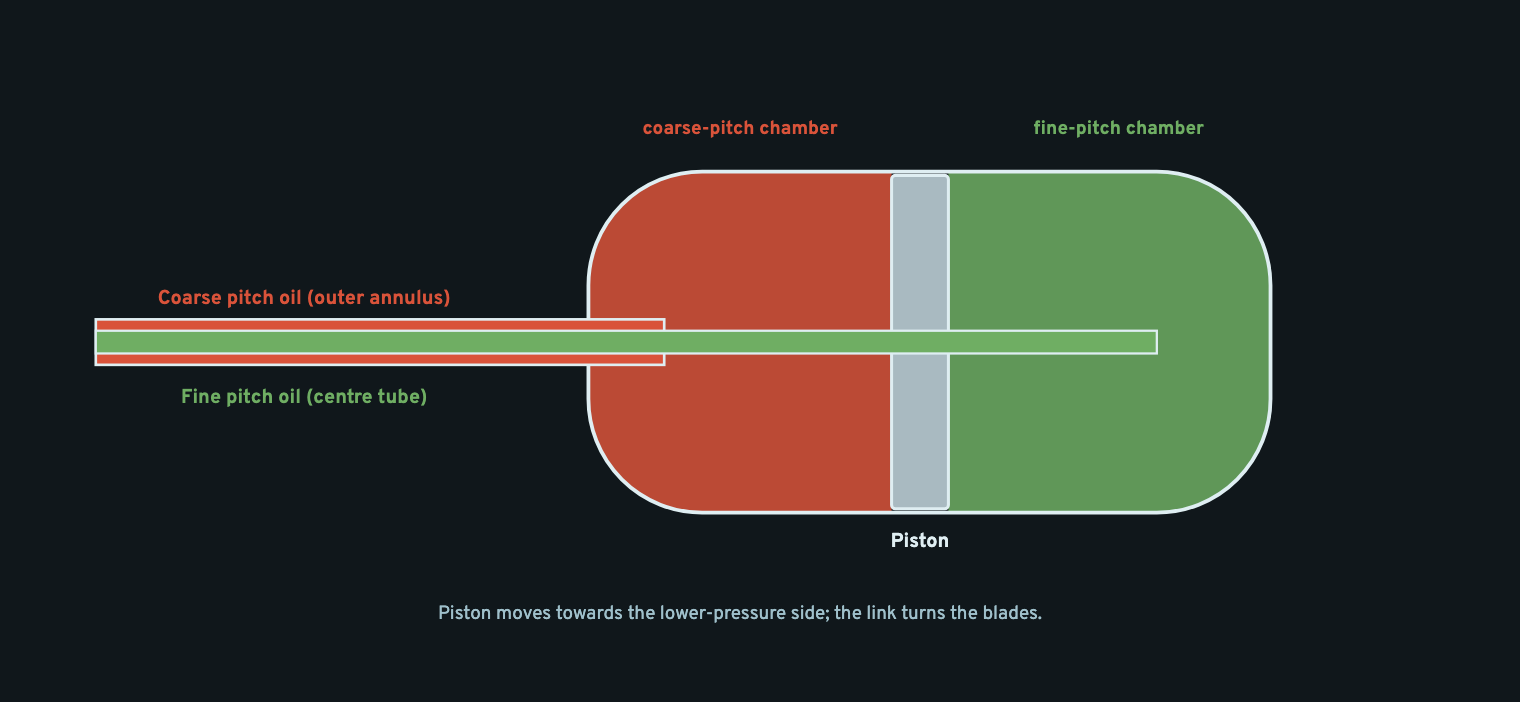 coarse-pitch chamber
fine-pitch chamber
Coarse pitch oil (outer annulus)
Fine pitch oil (centre tube)
Piston
Piston moves towards the lower-pressure side; the link turns the blades.